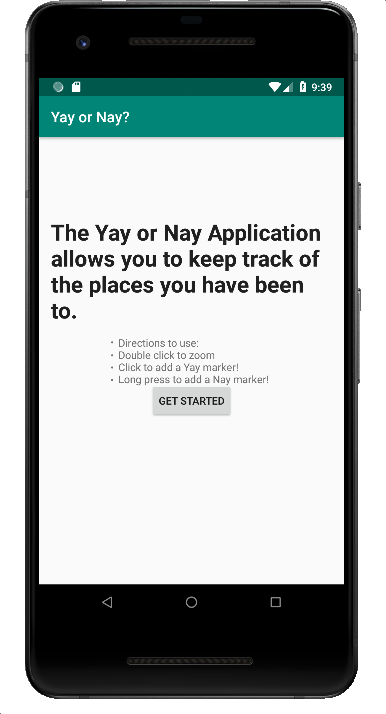 9:39
Yay or Nay?
The Yay or Nay Application
allows you to keep track of
the places you have been
to.
• Directions to use:
• Double click to zoom
• Click to add a Yay marker!
• Long press to add a Nay marker!
GET STARTED